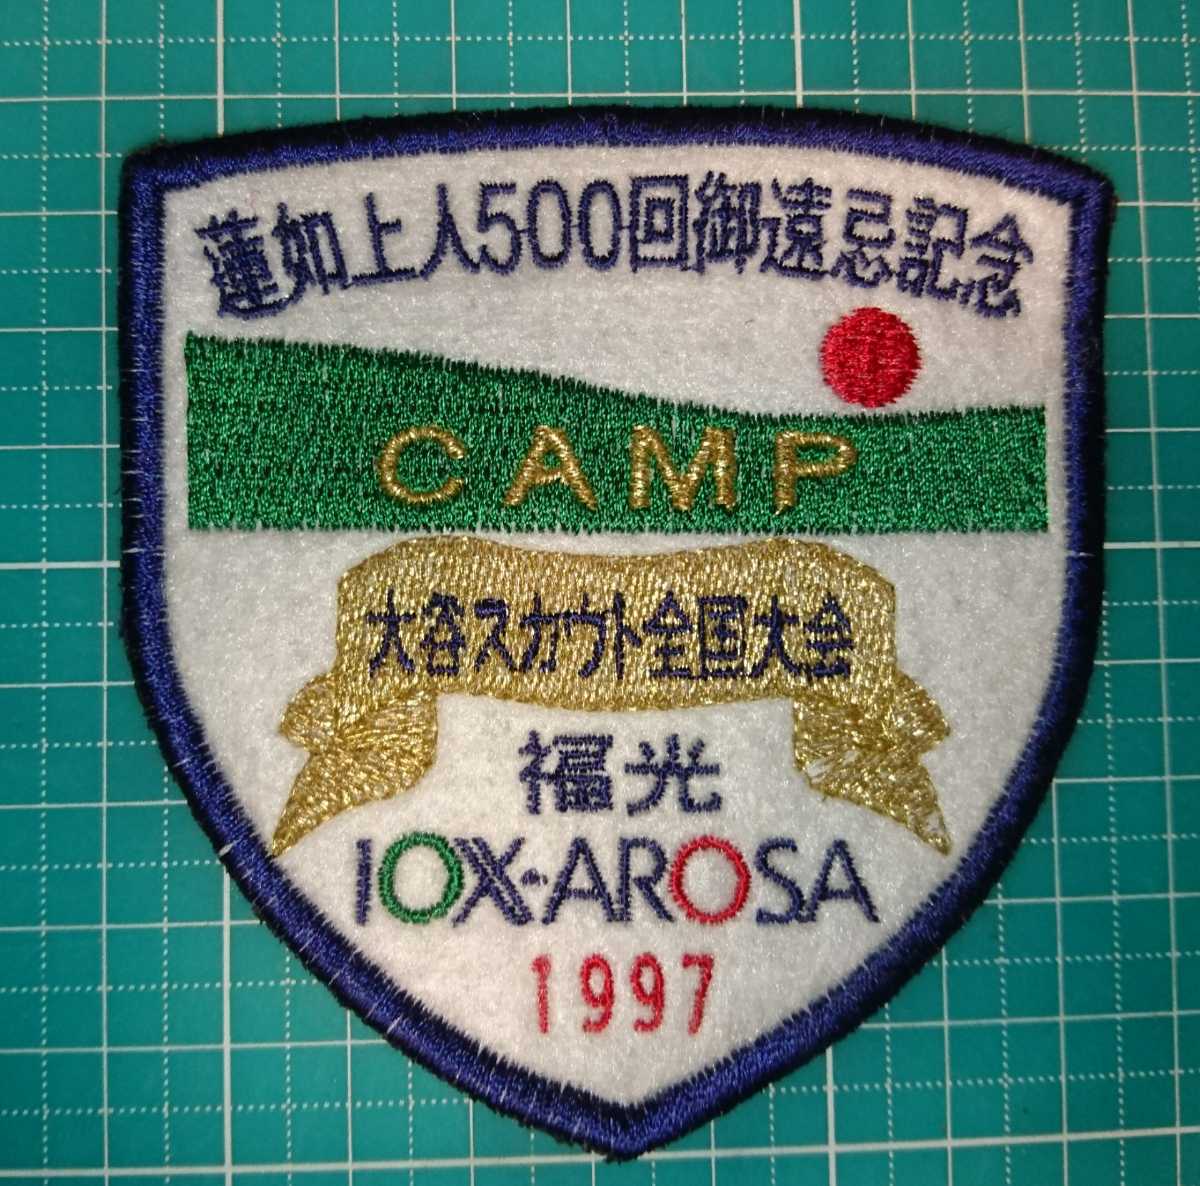 蓮如上人500回御遠忌記念
CAMP
大谷スカウト全国大会
福光
IOX-AROSA
1997